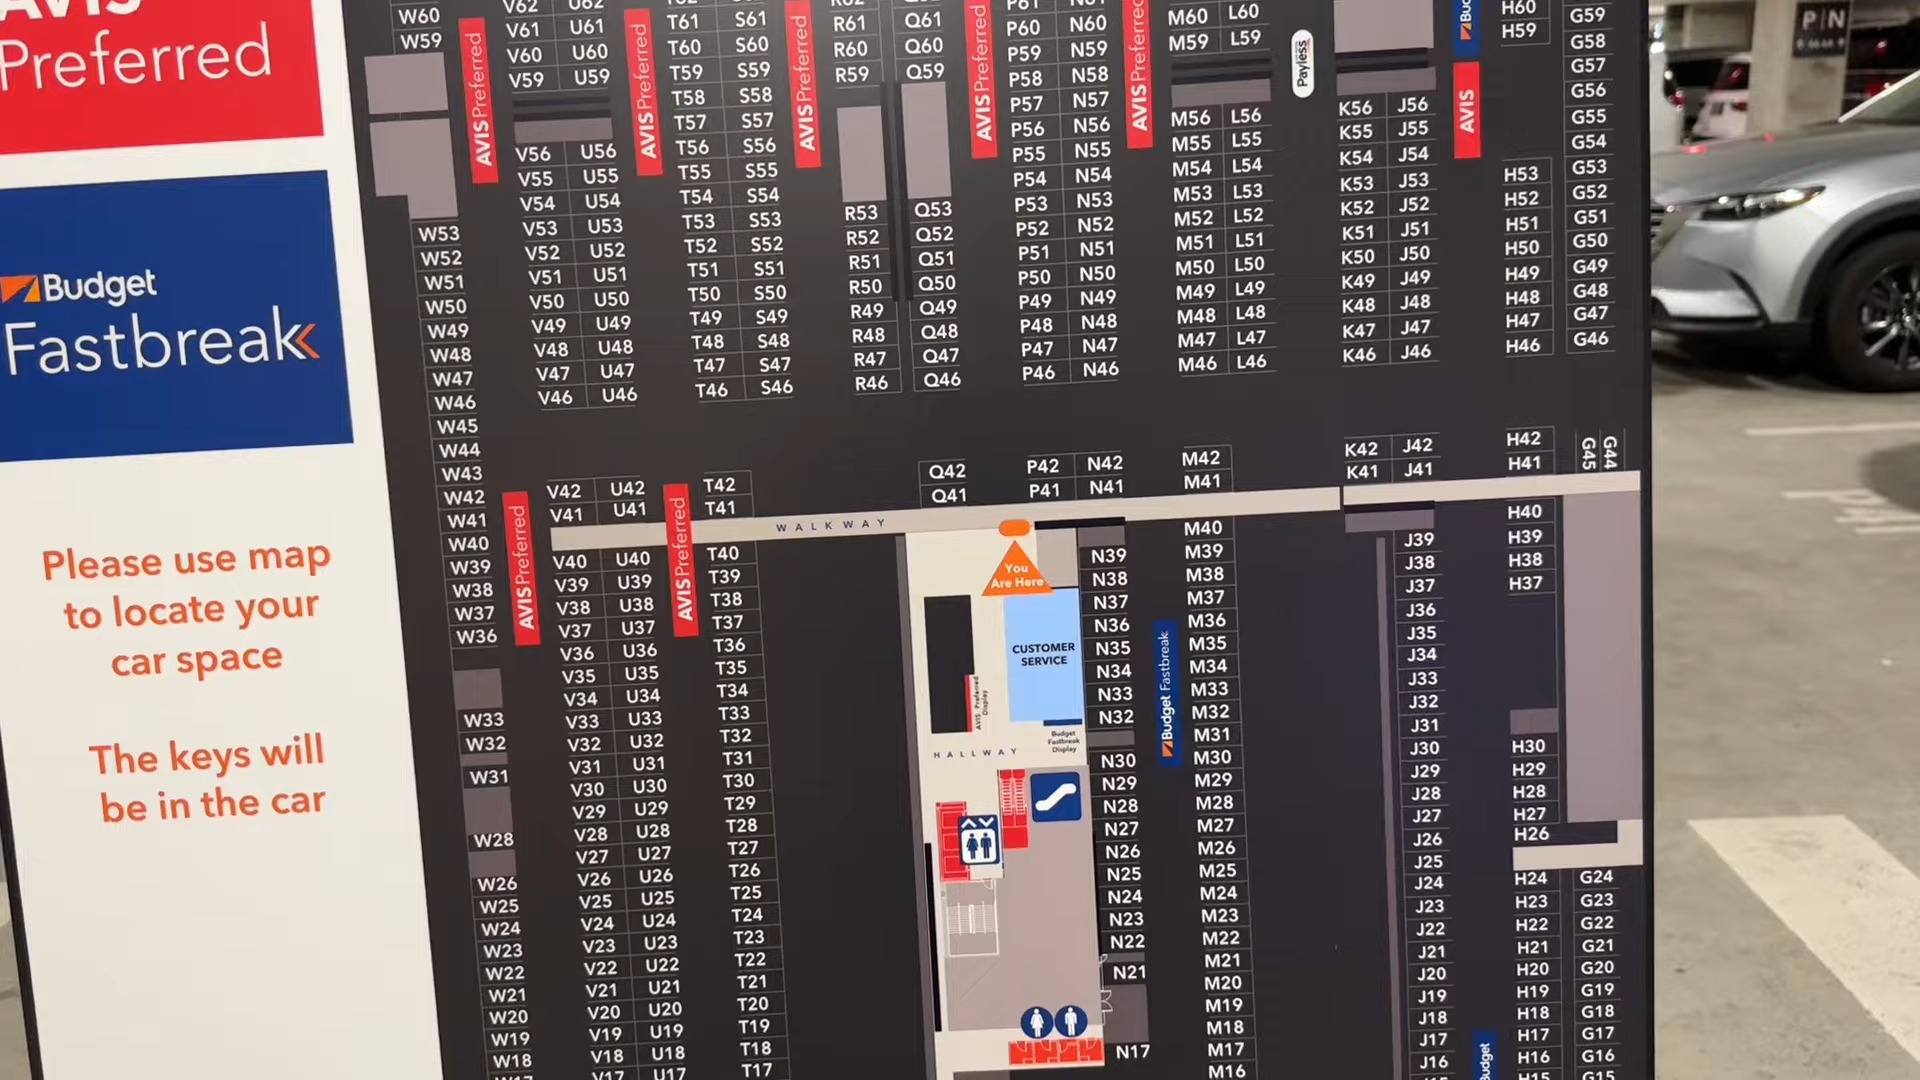 AVIS
Preferred
Budget
Fastbreak
Please use map
to locate your
car space
The keys will
be in the car
W60
W59
W53
W52
W51
W50
W49
W48
W47
W46
W45
W44
W43
W42
W41
W40
W39
W38
W37
W36
W33
W32
W31
W28
W26
W25
W24
W23
W22
W21
W20
W19
W18
AVIS Preferred
AVIS Preferred
V62 U62
V61 U61
V60 U60
V59 U59
V56 U56
V55 U55
V54 U54
V53 U53
V52 U52
V51 U51
V50 U50
V49 U49
V48 U48
V47 U47
V46 U46
V42 U42
V41 U41
V40 U40
V39 U39
V38 U38
V37 U37
V36 U36
V35 U35
V34 U34
V33 U33
V32 U32
V31 U31
V30 U30
V29 U29
V28 U28
V27 U27
V26 U26
V25 U25
V24 U24
V23 U23
V22 U22
V21 U21
V20 U20
V19 U19
V18 U18
V17 U17
AVIS Preferred
AVIS Preferred
T61 S61
T60 S60
T59 S59
T58 S58
T57 S57
T56 S56
T55 S55
T54 S54
T53 S53
T52 S52
T51 S51
T50 S50
T49 S49
T48 S48
T47 S47
T46 S46
T42
T41
T40
T39
T38
T37
T36
T35
T34
T33
T32
T31
T30
T29
T28
T27
T26
T25
T24
T23
T22
T21
T20
T19
T18
T17
AVIS Preferred
R61 Q61
R60 Q60
R59 Q59
R53 Q53
R52 Q52
R51 Q51
R50 Q50
R49 Q49
R48 Q48
R47 Q47
R46 Q46
Q42
Q41
WALKWAY
You
Are Here
CUSTOMER
SERVICE
AVIS Preferred
Display
Budget
Fastbreak
Display
HALLWAY
AVIS Preferred
P61 N61
P60 N60
P59 N59
P58 N58
P57 N57
P56 N56
P55 N55
P54 N54
P53 N53
P52 N52
P51 N51
P50 N50
P49 N49
P48 N48
P47 N47
P46 N46
P42 N42
P41 N41
N39
N38
N37
N36
N35
N34
N33
N32
N30
N29
N28
N27
N26
N25
N24
N23
N22
N21
N17
AVIS Preferred
Budget Fastbreak
M60 L60
M59 L59
M56 L56
M55 L55
M54 L54
M53 L53
M52 L52
M51 L51
M50 L50
M49 L49
M48 L48
M47 L47
M46 L46
M42
M41
M40
M39
M38
M37
M36
M35
M34
M33
M32
M31
M30
M29
M28
M27
M26
M25
M24
M23
M22
M21
M20
M19
M18
M17
M16
Payless
K56 J56
K55 J55
K54 J54
K53 J53
K52 J52
K51 J51
K50 J50
K49 J49
K48 J48
K47 J47
K46 J46
K42 J42
K41 J41
J39
J38
J37
J36
J35
J34
J33
J32
J31
J30
J29
J28
J27
J26
J25
J24
J23
J22
J21
J20
J19
J18
J17
J16
AVIS
Budget
H60
H59
H53
H52
H51
H50
H49
H48
H47
H46
H42
H41
H40
H39
H38
H37
H30
H29
H28
H27
H26
H24
H23
H22
H21
H20
H19
H18
H17
H16
H15
G59
G58
G57
G56
G55
G54
G53
G52
G51
G50
G49
G48
G47
G46
G45
G44
G24
G23
G22
G21
G20
G19
G18
G17
G16
G15
P N